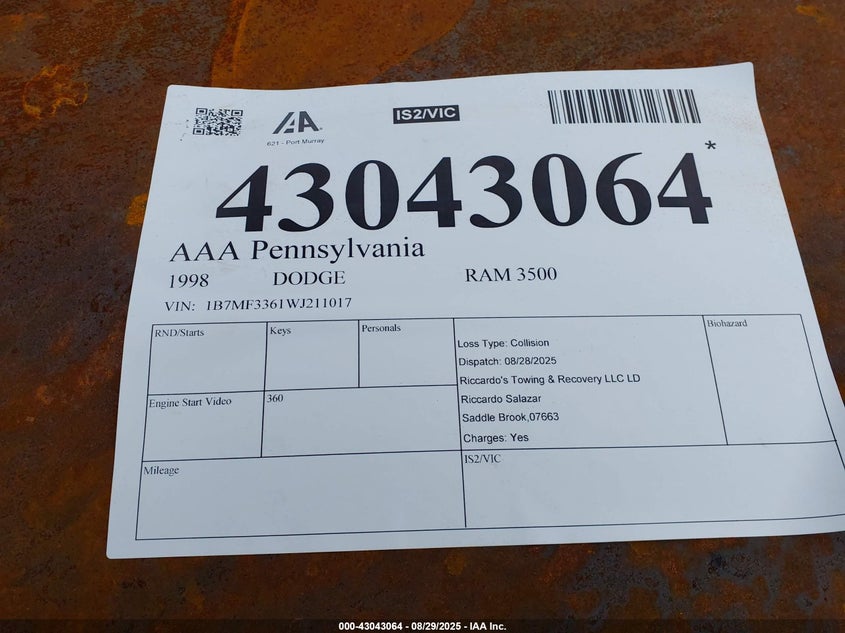 IAA
IS2/VIC
621 - Port Murray
43043064*
AAA Pennsylvania
1998 DODGE RAM 3500
VIN: 1B7MF3361WJ211017
RND/Starts
Keys
Personals
Loss Type: Collision
Dispatch: 08/28/2025
Riccardo's Towing & Recovery LLC LD
Riccardo Salazar
Saddle Brook,07663
Charges: Yes
Biohazard
Engine Start Video
360
Mileage
IS2/VIC
000-43043064 - 08/29/2025 - IAA Inc.